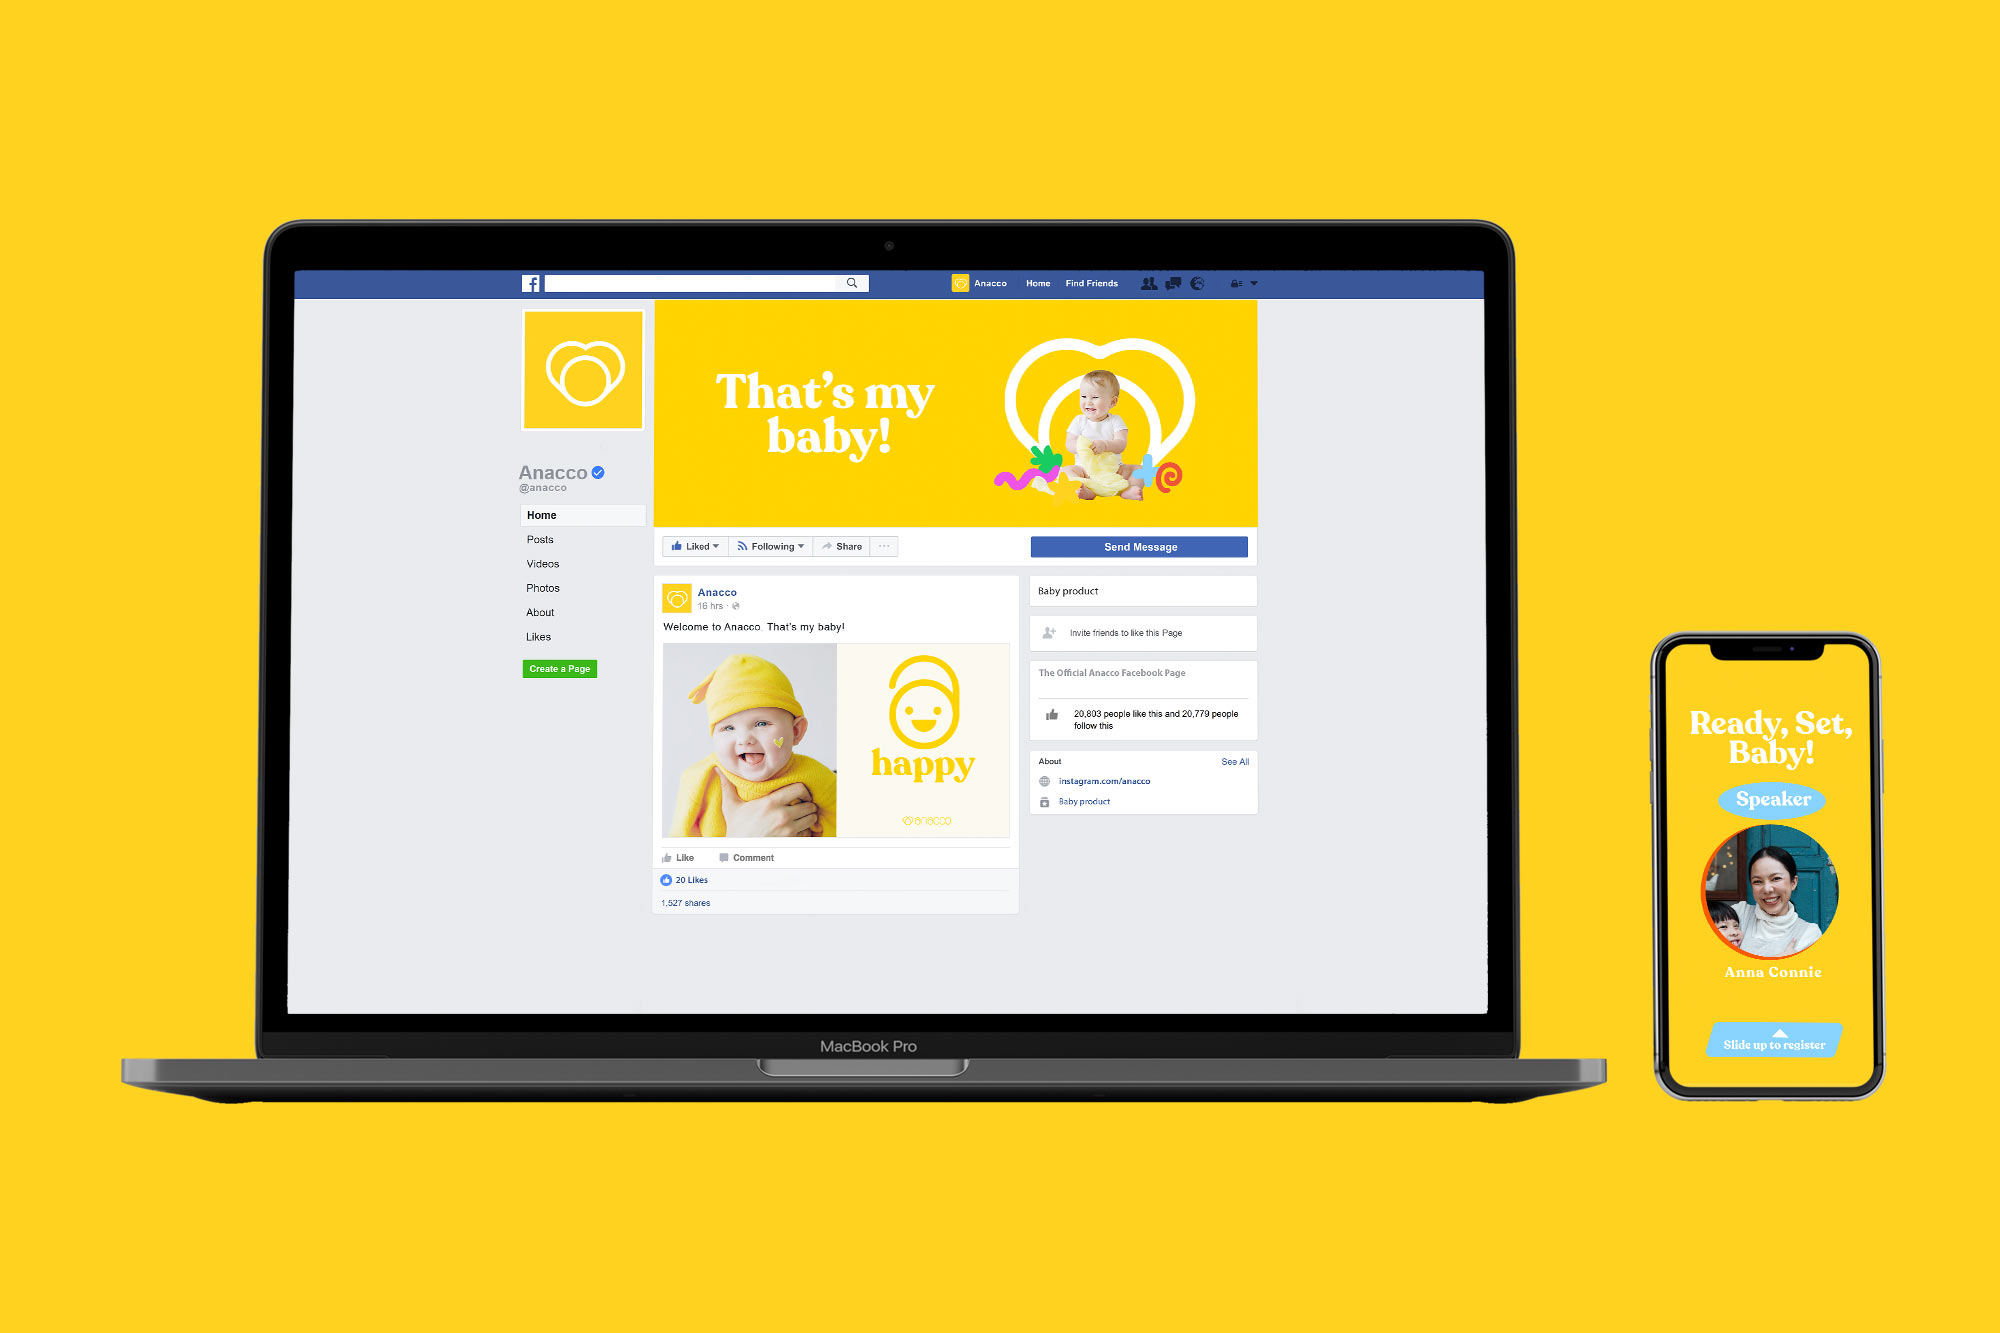 Anacco
Home
Find Friends
That's my
baby!
Anacco
@anacco
Home
Posts
Videos
Photos
About
Likes
Create a Page
Liked
Following
Share
Send Message
Anacco
16 hrs
Welcome to Anacco. That's my baby!
happy
anacco
Like
Comment
20 Likes
1,527 shares
Baby product
Invite friends to like this Page
The Official Anacco Facebook Page
20,803 people like this and 20,779 people
follow this
About
See All
instagram.com/anacco
Baby product
MacBook Pro
Ready, Set,
Baby!
Speaker
Anna Connie
Slide up to register